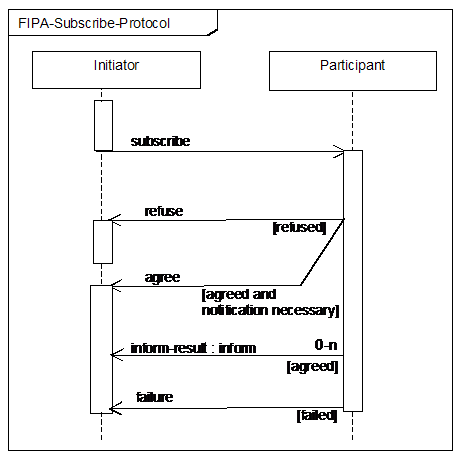 FIPA-Subscribe-Protocol
Initiator
Participant
subscribe
refuse
[refused]
agree
[agreed and
notification necessary]
inform-result : inform
0-n
[agreed]
failure
[failed]